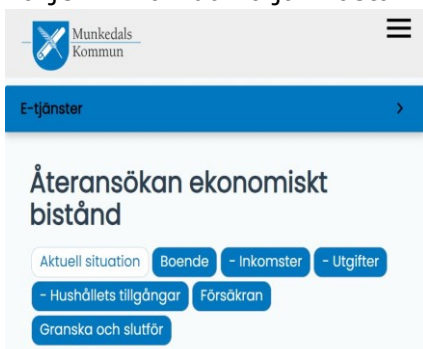 Munkedals
Kommun
E-tjänster
Återansökan ekonomiskt
bistånd
Aktuell situation Boende - Inkomster - Utgifter
- Hushållets tillgångar Försäkran
Granska och slutför